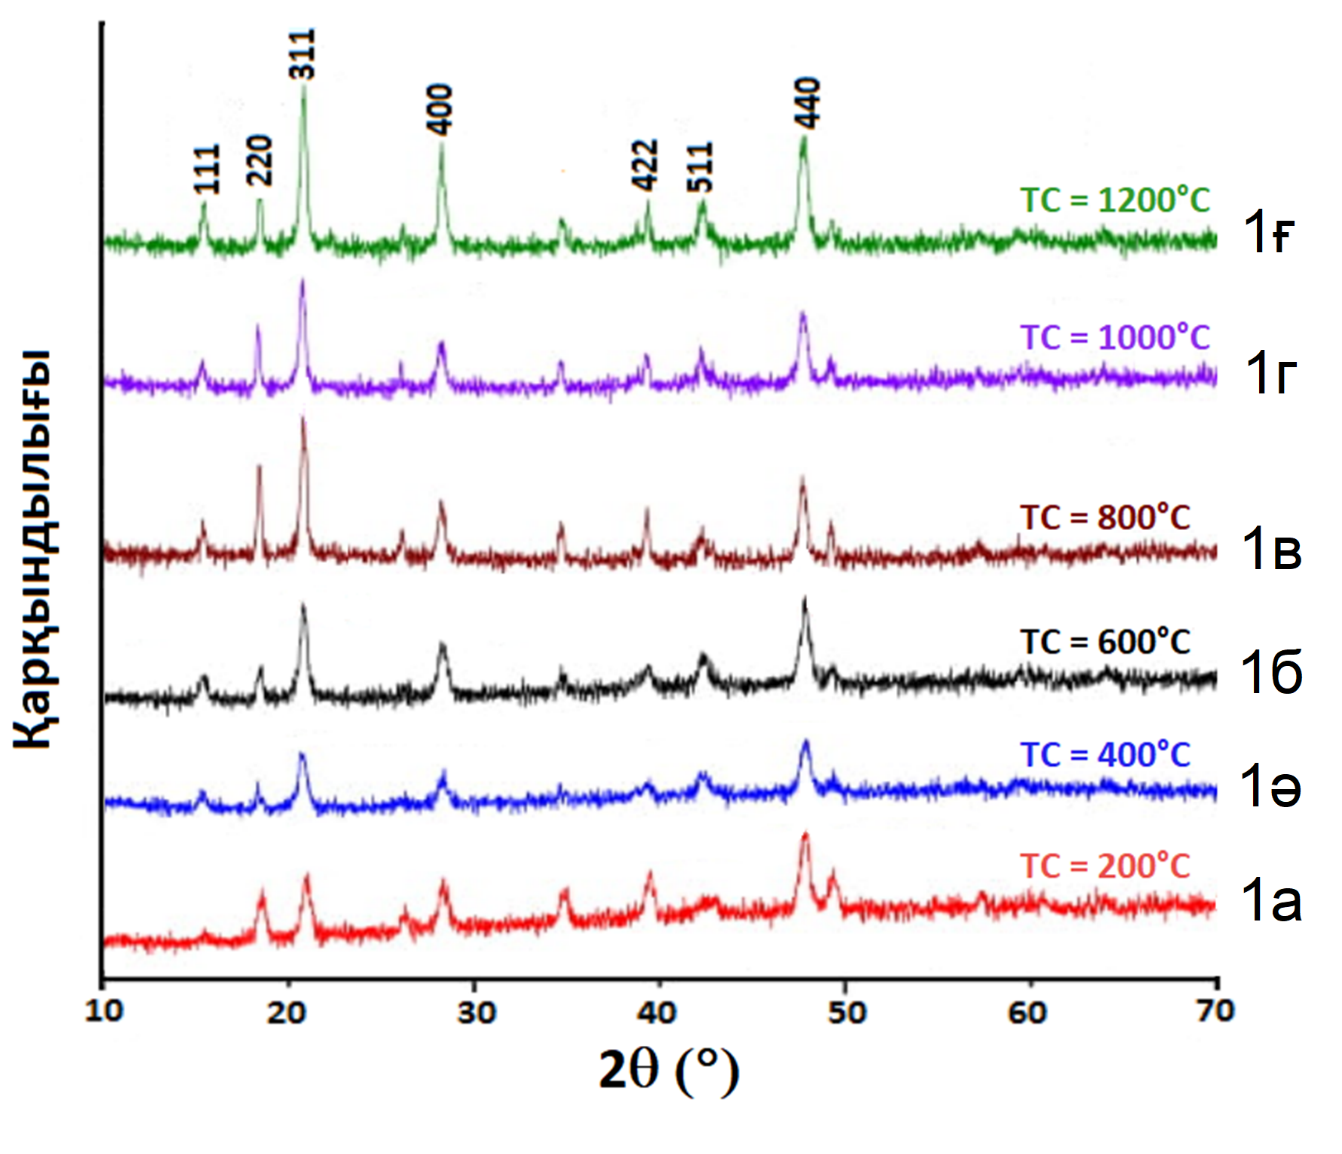 311
400
440
111
220
422
511
TC = 1200°C
1ғ
TC = 1000°C
1г
TC = 800°C
1в
TC = 600°C
1б
TC = 400°C
1ә
TC = 200°C
1а
Қарқындылығы
10 20 30 40 50 60 70
2θ (°)